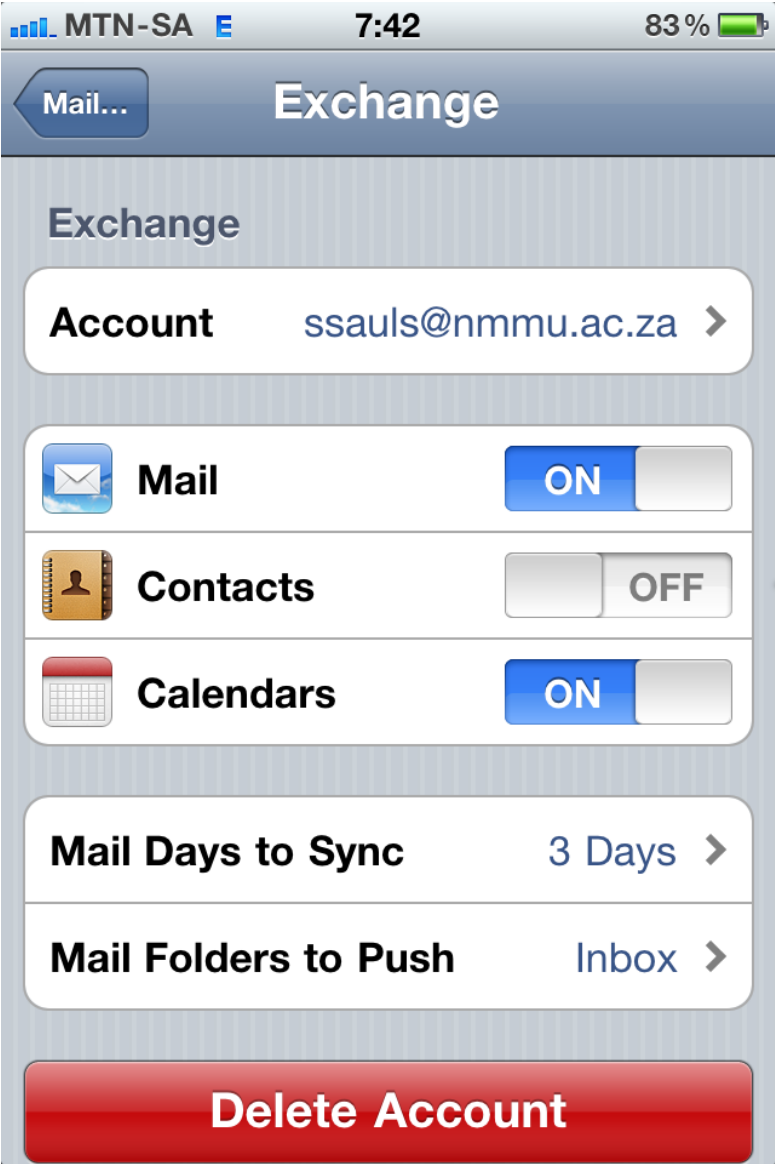 MTN-SA E 7:42 83%
Mail... Exchange
Exchange
Account ssauls@nmmu.ac.za
Mail ON
Contacts OFF
Calendars ON
Mail Days to Sync 3 Days
Mail Folders to Push Inbox
Delete Account